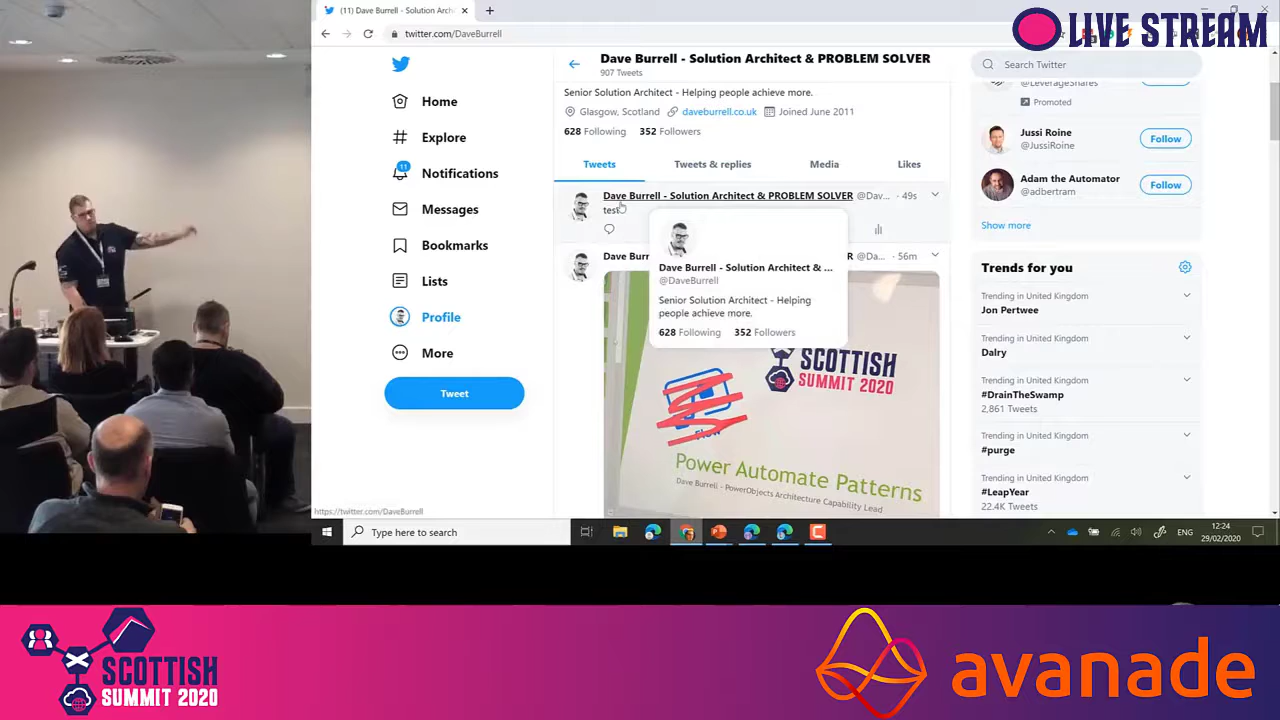 (11) Dave Burrell - Solution Arch
twitter.com/DaveBurrell
LIVE STREAM
Home
Explore
11
Notifications
Messages
Bookmarks
Lists
Profile
More
Tweet
Dave Burrell - Solution Architect & PROBLEM SOLVER
907 Tweets
Senior Solution Architect - Helping people achieve more.
Glasgow, Scotland daveburrell.co.uk Joined June 2011
628 Following 352 Followers
Tweets Tweets & replies Media Likes
Dave Burrell - Solution Architect & PROBLEM SOLVER @Dav... · 49s
test
Dave Burr
R @Da... · 56m
Dave Burrell - Solution Architect & ...
@DaveBurrell
Senior Solution Architect - Helping
people achieve more.
628 Following 352 Followers
SCOTTISH
SUMMIT 2020
Flow
Power Automate Patterns
Dave Burrell - PowerObjects Architecture Capability Lead
Search Twitter
@LeverageShares
Promoted
Jussi Roine
@JussiRoine
Follow
Adam the Automator
@adbertram
Follow
Show more
Trends for you
Trending in United Kingdom
Jon Pertwee
Trending in United Kingdom
Dalry
Trending in United Kingdom
#DrainTheSwamp
2,861 Tweets
Trending in United Kingdom
#purge
Trending in United Kingdom
#LeapYear
22.4K Tweets
https://twitter.com/DaveBurrell
Type here to search
ENG
12:24
29/02/2020
SCOTTISH
SUMMIT 2020
avanade